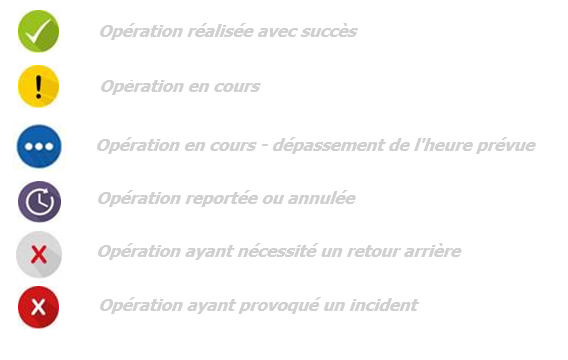 Opération réalisée avec succès
Opération en cours
Opération en cours - dépassement de l'heure prévue
Opération reportée ou annulée
X Opération ayant nécessité un retour arrière
X Opération ayant provoqué un incident